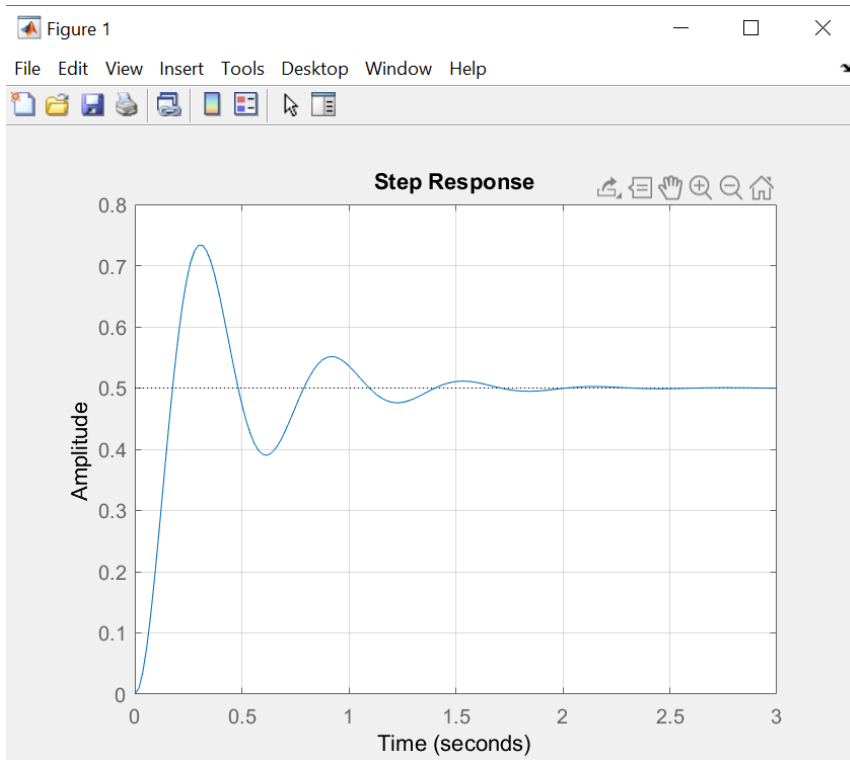 Figure 1
File Edit View Insert Tools Desktop Window Help
Step Response
0.8
0.7
0.6
0.5
0.4
0.3
0.2
0.1
0
Amplitude
0 0.5 1 1.5 2 2.5 3
Time (seconds)